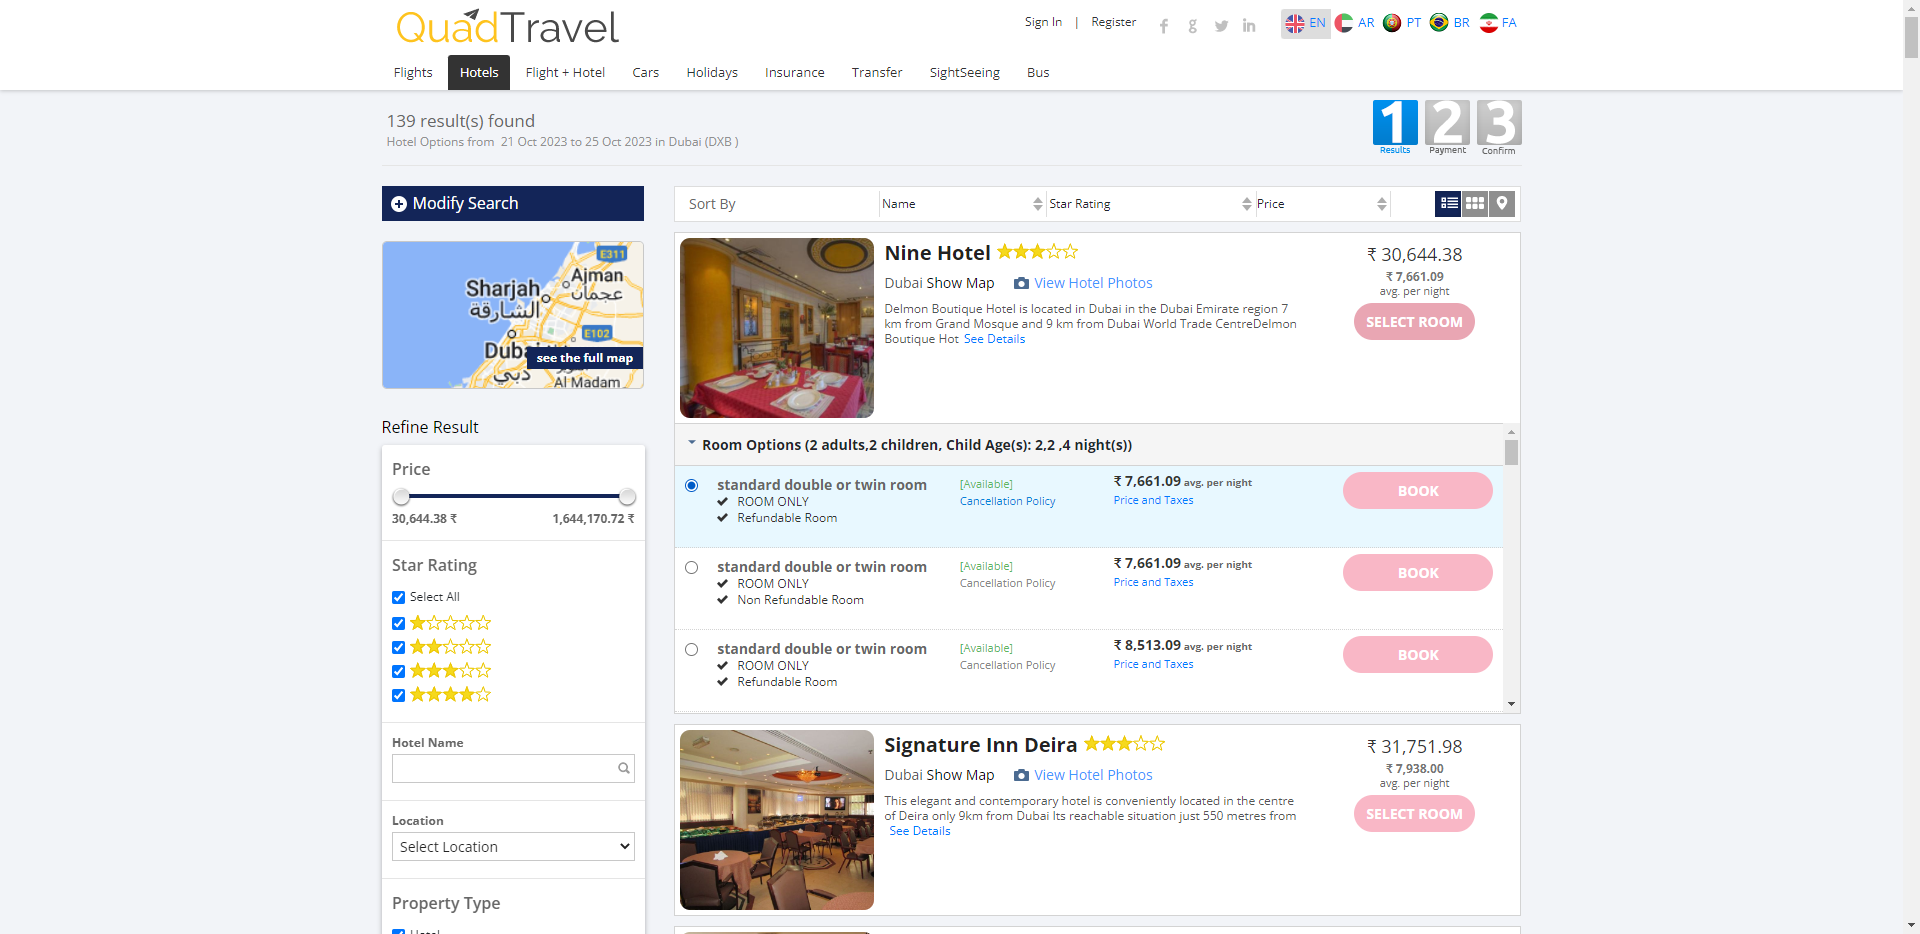 QuadTravel
Sign In | Register
EN AR PT BR FA
Flights Hotels Flight + Hotel Cars Holidays Insurance Transfer SightSeeing Bus
139 result(s) found
Hotel Options from 21 Oct 2023 to 25 Oct 2023 in Dubai (DXB )
1 2 3
Results Payment Confirm
Modify Search
E311
Sharjah
الشارقة
Ajman
عجمان
E102
Dubai
دبي
see the full map
Al Madam
Refine Result
Price
30,644.38 ₹ 1,644,170.72 ₹
Star Rating
Select All
Hotel Name
Location
Select Location
Property Type
Hotel
Sort By Name Star Rating Price
Nine Hotel
Dubai Show Map View Hotel Photos
Delmon Boutique Hotel is located in Dubai in the Dubai Emirate region 7
km from Grand Mosque and 9 km from Dubai World Trade CentreDelmon
Boutique Hot See Details
₹ 30,644.38
₹ 7,661.09
avg. per night
SELECT ROOM
Room Options (2 adults,2 children, Child Age(s): 2,2 ,4 night(s))
standard double or twin room
ROOM ONLY
Refundable Room
[Available]
Cancellation Policy
₹ 7,661.09 avg. per night
Price and Taxes
BOOK
standard double or twin room
ROOM ONLY
Non Refundable Room
[Available]
Cancellation Policy
₹ 7,661.09 avg. per night
Price and Taxes
BOOK
standard double or twin room
ROOM ONLY
Refundable Room
[Available]
Cancellation Policy
₹ 8,513.09 avg. per night
Price and Taxes
BOOK
Signature Inn Deira
Dubai Show Map View Hotel Photos
This elegant and contemporary hotel is conveniently located in the centre
of Deira only 9km from Dubai Its reachable situation just 550 metres from
See Details
₹ 31,751.98
₹ 7,938.00
avg. per night
SELECT ROOM